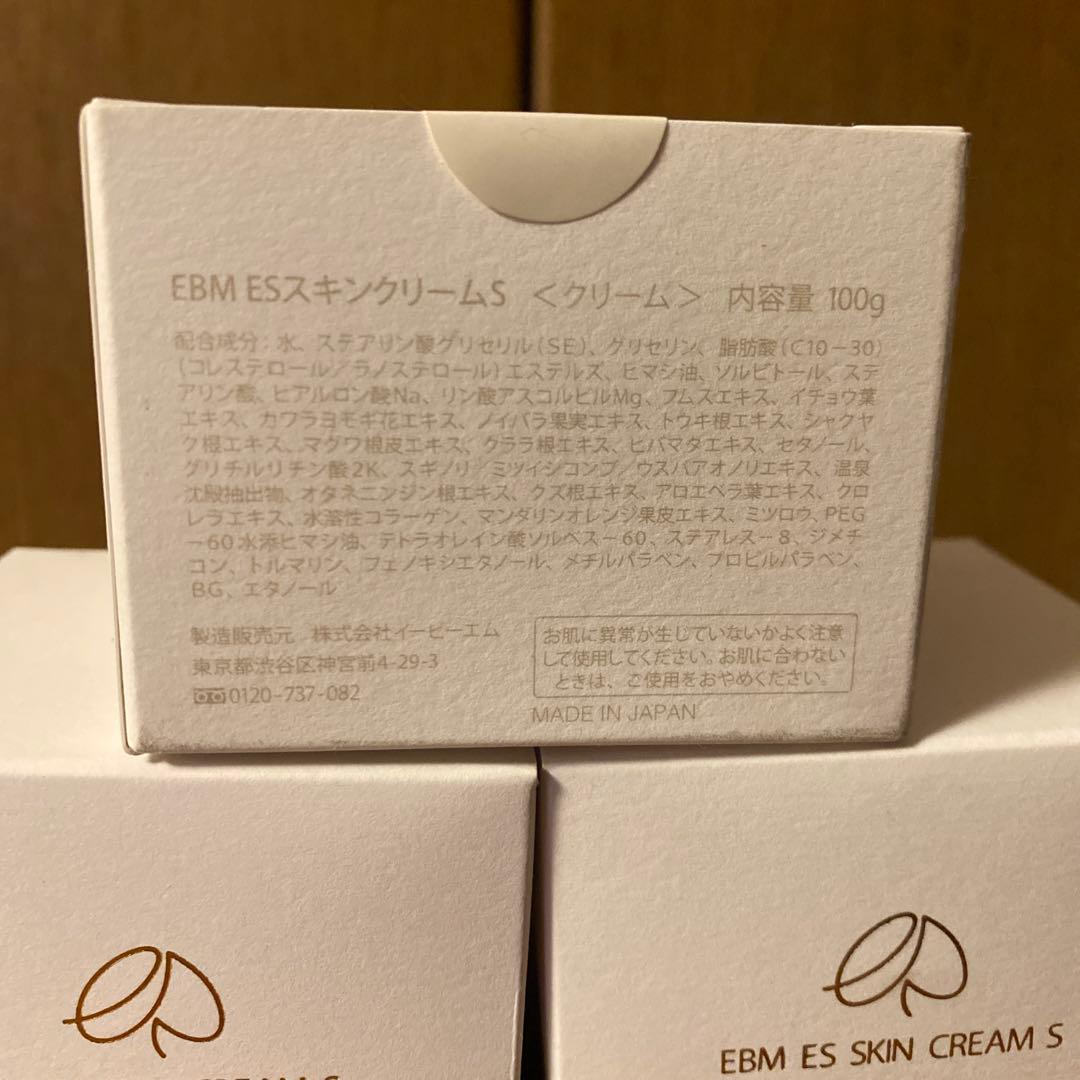 EBM ESスキンクリームS ＜クリーム＞ 内容量 100g
配合成分：水、ステアリン酸グリセリル(SE)、グリセリン、脂肪酸(C10-30)
(コレステロール／ラノステロール)エステルズ、ヒマシ油、ソルビトール、ステ
アリン酸、ヒアルロン酸Na、リン酸アスコルビルMg、フムスエキス、イチョウ葉
エキス、カワラヨモギ花エキス、ノイバラ果実エキス、トウキ根エキス、シャクヤ
ク根エキス、マグワ根皮エキス、クララ根エキス、ヒバマタエキス、セタノール、
グリチルリチン酸2K、スギノリ／ミツイシコンブ／ウスバアオノリエキス、温泉
沈殿抽出物、オタネニンジン根エキス、クズ根エキス、アロエベラ葉エキス、クロ
レラエキス、水溶性コラーゲン、マンダリンオレンジ果皮エキス、ミツロウ、PEG
-60水添ヒマシ油、テトラオレイン酸ソルベス-60、ステアレス-8、ジメチ
コン、トルマリン、フェノキシエタノール、メチルパラベン、プロピルパラベン、
BG、エタノール
製造販売元 株式会社イービーエム
東京都渋谷区神宮前4-29-3
0120-737-082
お肌に異常が生じていないかよく注意
して使用してください。お肌に合わない
ときは、ご使用をおやめください。
MADE IN JAPAN
EBM ES SKIN CREAM S
CREAM S